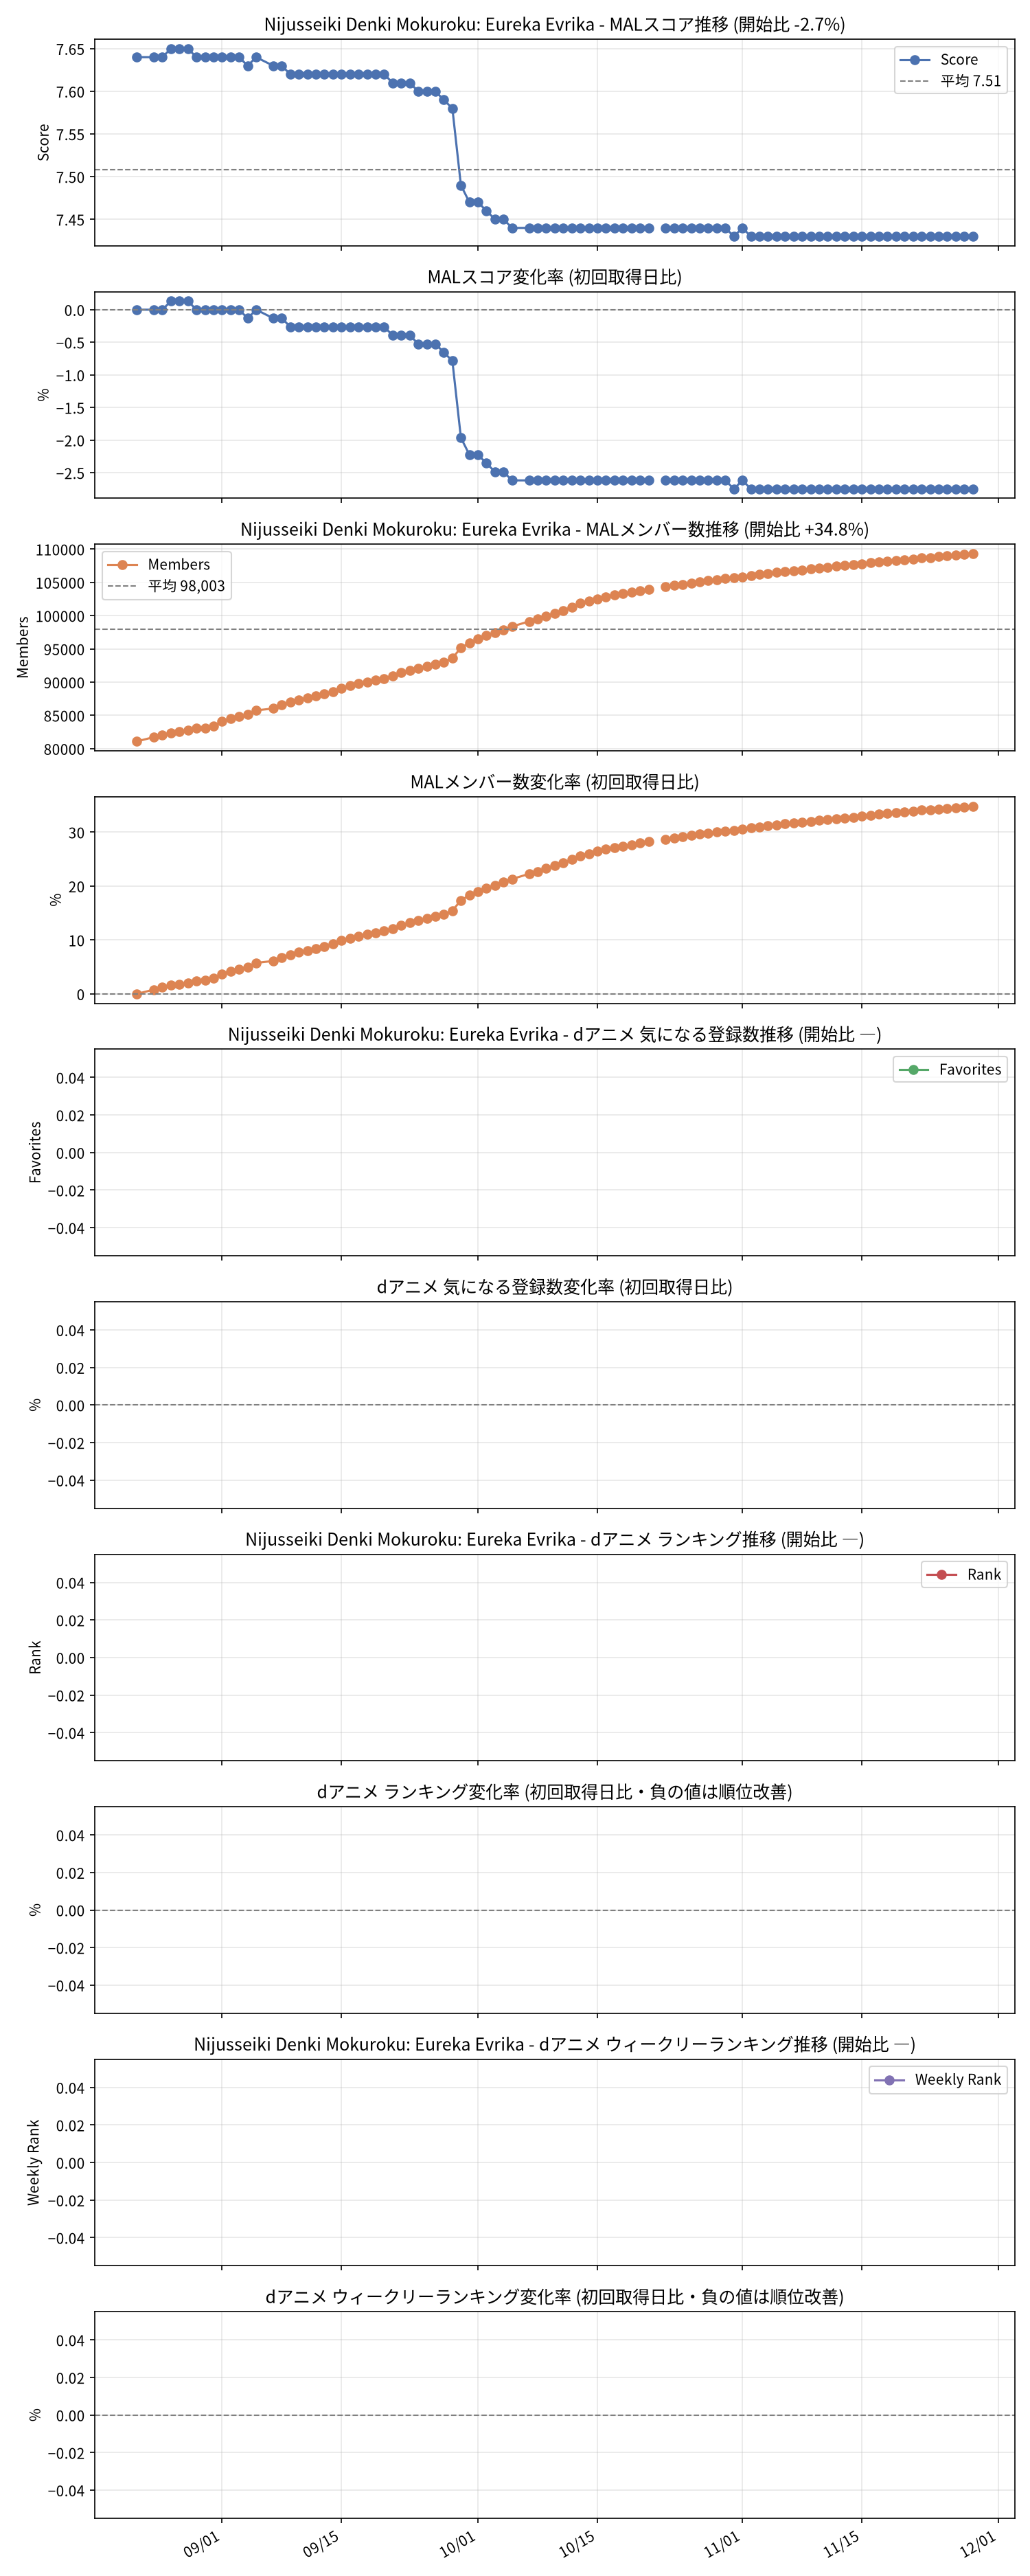 Nijusseiki Denki Mokuroku: Eureka Evrika - MALスコア推移 (開始比 -2.7%)
7.65
7.60
7.55
7.50
7.45
Score
Score
平均 7.51
MALスコア変化率 (初回取得日比)
0.0
−0.5
−1.0
−1.5
−2.0
−2.5
%
Nijusseiki Denki Mokuroku: Eureka Evrika - MALメンバー数推移 (開始比 +34.8%)
110000
105000
100000
95000
90000
85000
80000
Members
Members
平均 98,003
MALメンバー数変化率 (初回取得日比)
30
20
10
0
%
Nijusseiki Denki Mokuroku: Eureka Evrika - dアニメ 気になる登録数推移 (開始比 —)
0.04
0.02
0.00
−0.02
−0.04
Favorites
Favorites
dアニメ 気になる登録数変化率 (初回取得日比)
0.04
0.02
0.00
−0.02
−0.04
%
Nijusseiki Denki Mokuroku: Eureka Evrika - dアニメ ランキング推移 (開始比 —)
0.04
0.02
0.00
−0.02
−0.04
Rank
Rank
dアニメ ランキング変化率 (初回取得日比・負の値は順位改善)
0.04
0.02
0.00
−0.02
−0.04
%
Nijusseiki Denki Mokuroku: Eureka Evrika - dアニメ ウィークリーランキング推移 (開始比 —)
0.04
0.02
0.00
−0.02
−0.04
Weekly Rank
Weekly Rank
dアニメ ウィークリーランキング変化率 (初回取得日比・負の値は順位改善)
0.04
0.02
0.00
−0.02
−0.04
%
09/01
09/15
10/01
10/15
11/01
11/15
12/01